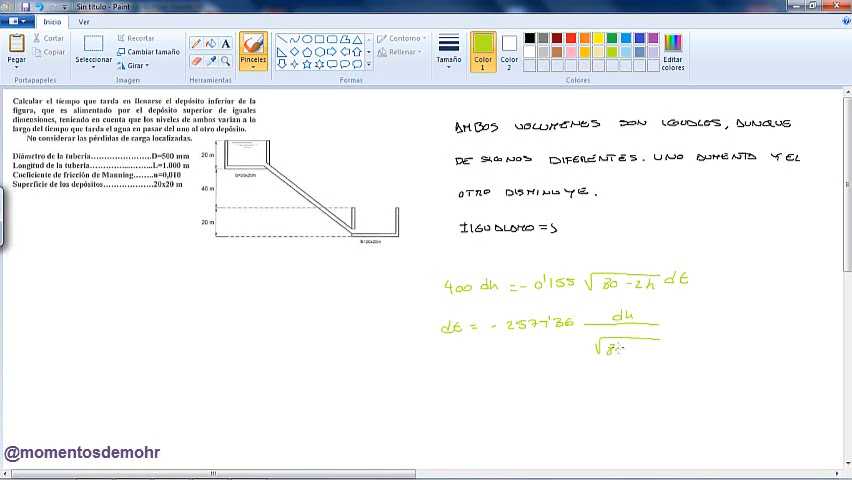 Sin título - Paint
Inicio
Ver
Pegar
Cortar
Copiar
Portapapeles
Seleccionar
Recortar
Cambiar tamaño
Girar
Imagen
A
Herramientas
Pinceles
Contorno
Rellenar
Formas
Tamaño
Color 1
Color 2
Colores
Editar colores
Calcular el tiempo que tarda en llenarse el depósito inferior de la
figura, que es alimentado por el depósito superior de iguales
dimensiones, teniendo en cuenta que los niveles de ambos varían a lo
largo del tiempo que tarda el agua en pasar del uno al otro depósito.
No considerar las pérdidas de carga localizadas.
Diámetro de la tubería......................D=500 mm
Longitud de la tubería.....................L=1.000 m
Coeficiente de fricción de Manning.......n=0,010
Superficie de los depósitos..................20x20 m
20 m
S=20x20m
40 m
20 m
S=20x20m
AMBOS VOLUMENES SON IGUALES, AUNQUE
DE SIGNOS DIFERENTES. UNO AUMENTA Y EL
OTRO DISMINUYE.
IGUALAMO =S
400 dh = - 0'155 √80 - 2h dt
dt = - 2574'36 dh
√8
@momentosdemohr